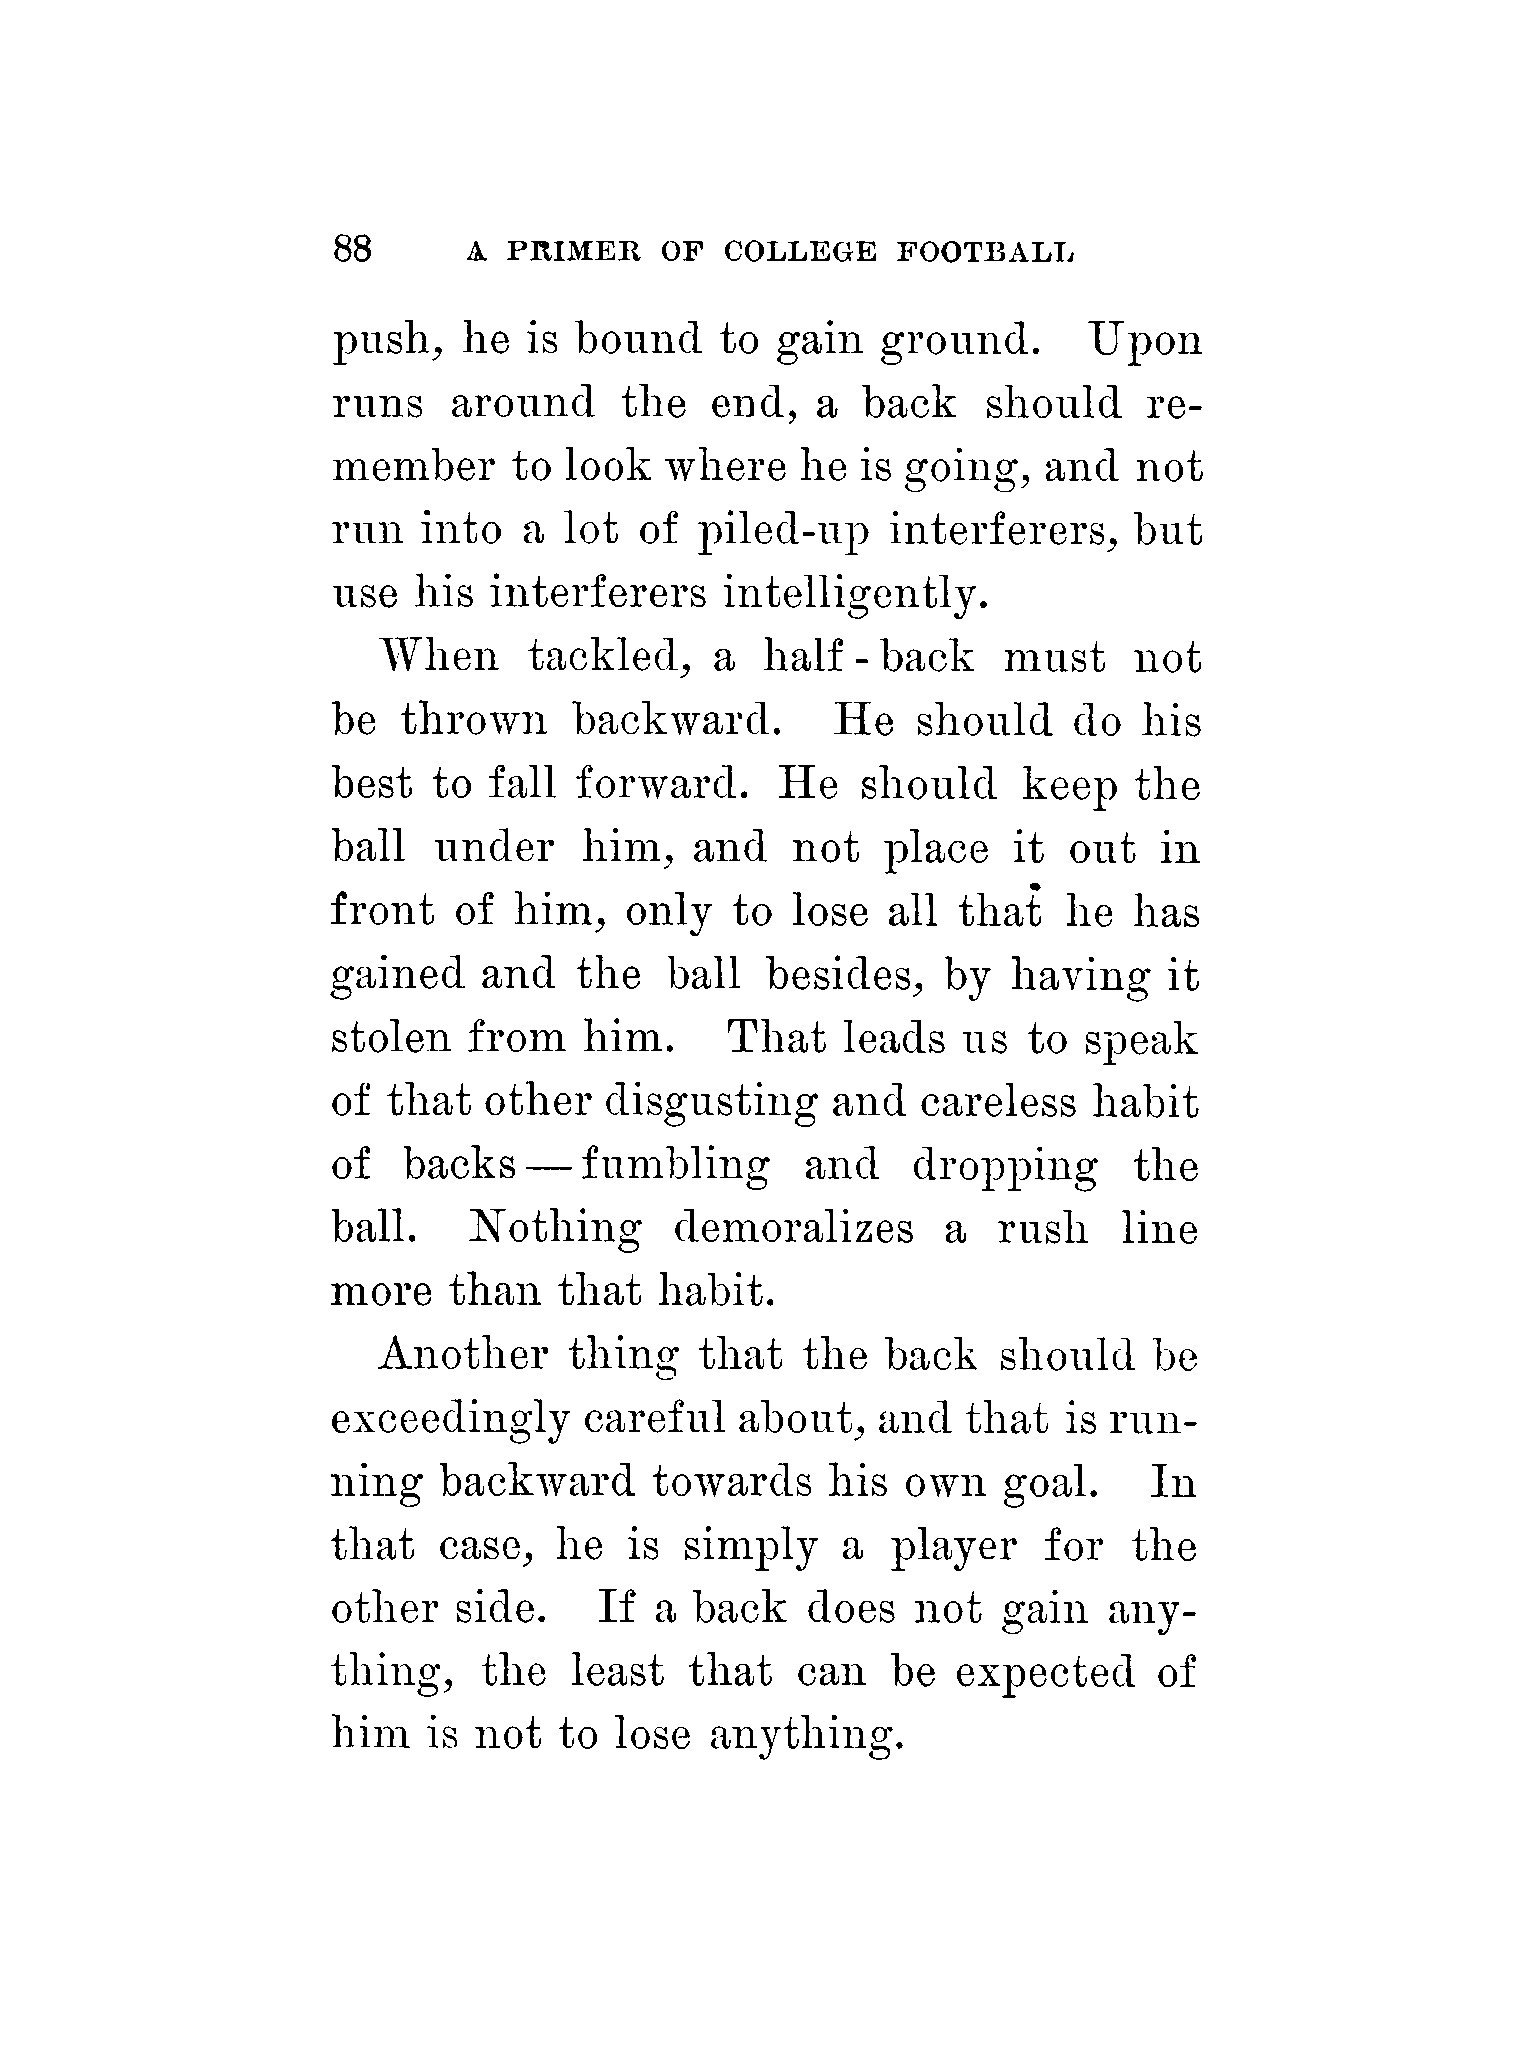 88 A PRIMER OF COLLEGE FOOTBALL
push, he is bound to gain ground. Upon
runs around the end, a back should re-
member to look where he is going, and not
run into a lot of piled-up interferers, but
use his interferers intelligently.
When tackled, a half-back must not
be thrown backward. He should do his
best to fall forward. He should keep the
ball under him, and not place it out in
front of him, only to lose all that he has
gained and the ball besides, by having it
stolen from him. That leads us to speak
of that other disgusting and careless habit
of backs—fumbling and dropping the
ball. Nothing demoralizes a rush line
more than that habit.
Another thing that the back should be
exceedingly careful about, and that is run-
ning backward towards his own goal. In
that case, he is simply a player for the
other side. If a back does not gain any-
thing, the least that can be expected of
him is not to lose anything.